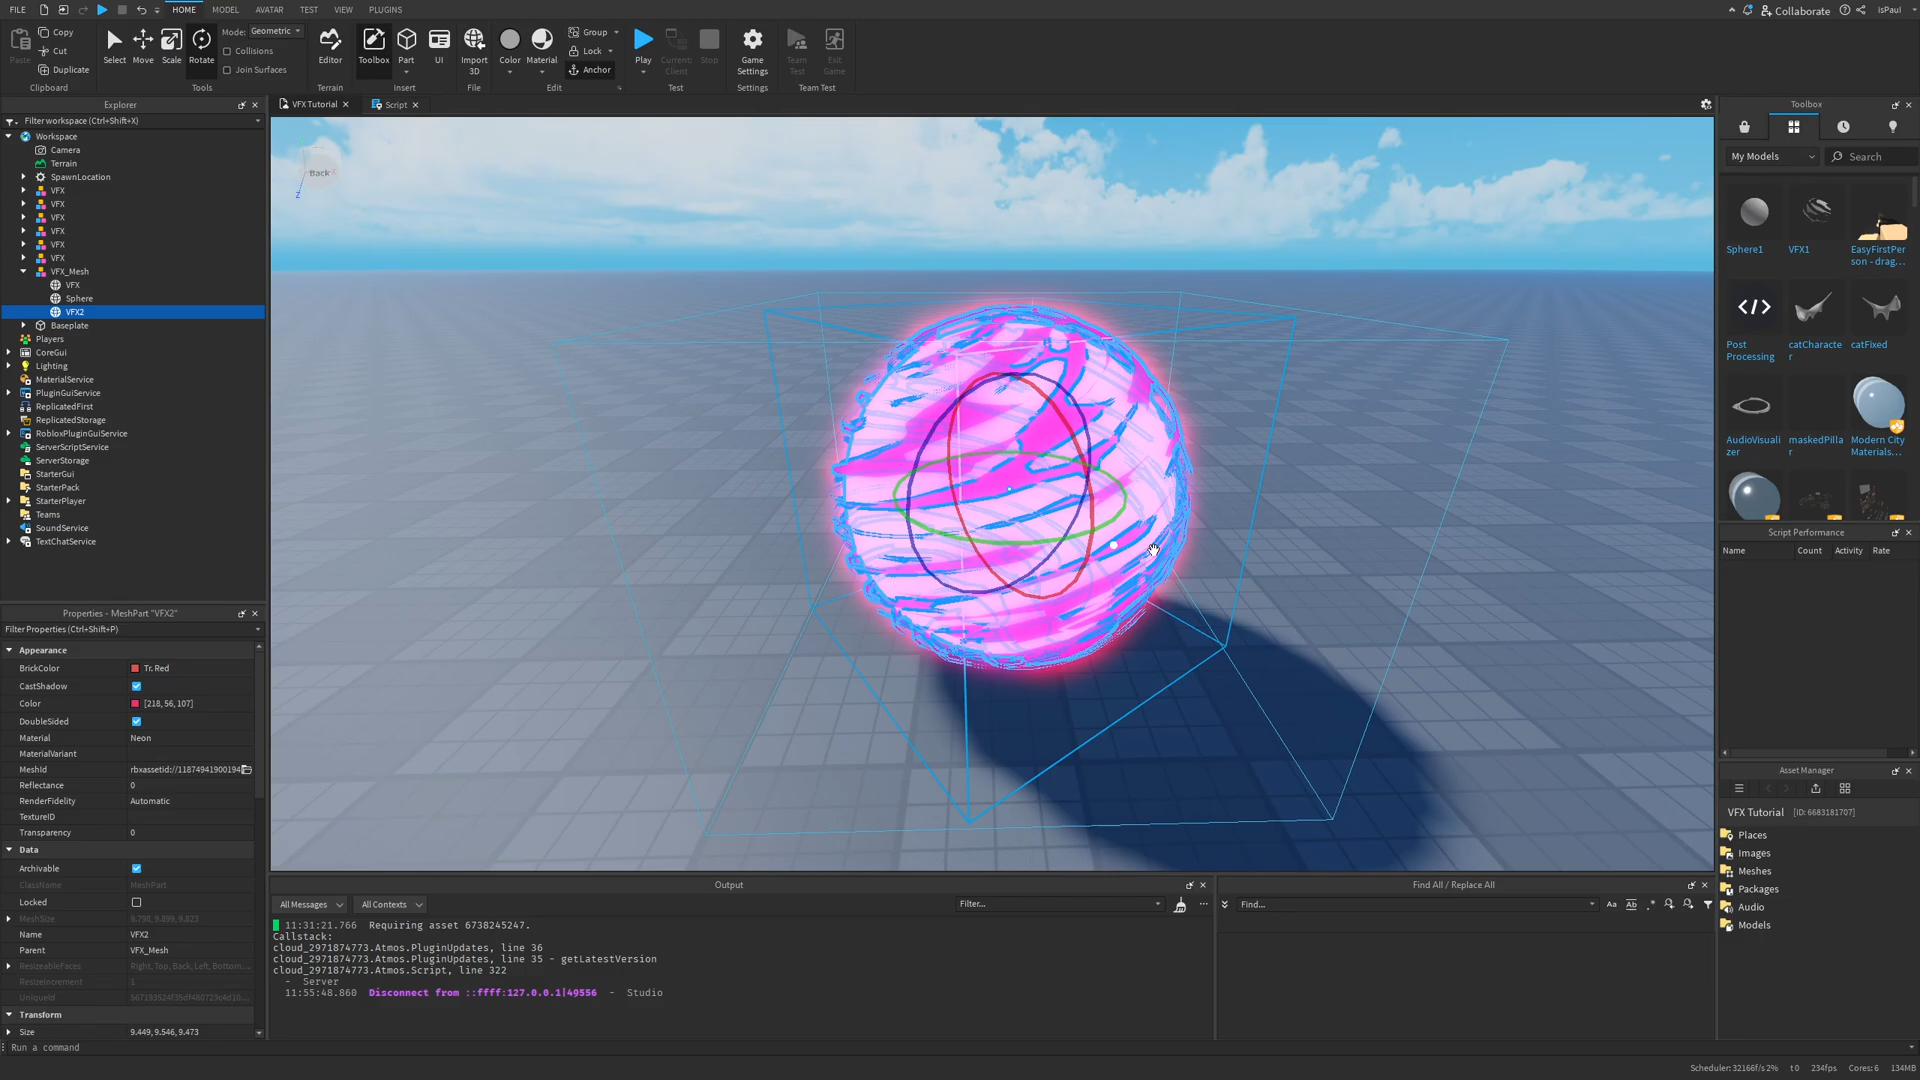 FILE
HOME
MODEL
AVATAR
TEST
VIEW
PLUGINS
Collaborate
isPaul
Paste
Copy
Cut
Duplicate
Clipboard
Select
Move
Scale
Rotate
Mode: Geometric
Collisions
Join Surfaces
Tools
Editor
Terrain
Toolbox
Part
UI
Insert
Import
3D
File
Color
Material
Group
Lock
Anchor
Edit
Play
Current:
Client
Stop
Test
Game
Settings
Settings
Team
Test
Exit
Game
Team Test
Explorer
Filter workspace (Ctrl+Shift+X)
Workspace
Camera
Terrain
SpawnLocation
VFX
VFX
VFX
VFX
VFX
VFX
VFX_Mesh
VFX
Sphere
VFX2
Baseplate
Players
CoreGui
Lighting
MaterialService
PluginGuiService
ReplicatedFirst
ReplicatedStorage
RobloxPluginGuiService
ServerScriptService
ServerStorage
StarterGui
StarterPack
StarterPlayer
Teams
SoundService
TextChatService
Properties - MeshPart "VFX2"
Filter Properties (Ctrl+Shift+P)
Appearance
BrickColor Tr. Red
CastShadow
Color [218, 56, 107]
DoubleSided
Material Neon
MaterialVariant
MeshId rbxassetid://11874941900194
Reflectance 0
RenderFidelity Automatic
TextureID
Transparency 0
Data
Archivable
ClassName MeshPart
Locked
MeshSize 9.798, 9.899, 9.823
Name VFX2
Parent VFX_Mesh
ResizeableFaces Right, Top, Back, Left, Bottom...
ResizeIncrement 1
UniqueId
Transform
Size 9.449, 9.546, 9.473
Run a command
VFX Tutorial
Script
Back
Z
Output
All Messages
All Contexts
Filter...
11:31:21.766 Requiring asset 6738245247.
Callstack:
cloud_2971874773.Atmos.PluginUpdates, line 36
cloud_2971874773.Atmos.PluginUpdates, line 35 - getLatestVersion
cloud_2971874773.Atmos.Script, line 322
- Server
11:55:48.860 Disconnect from ::ffff:127.0.0.1|49556 - Studio
Find All / Replace All
Find...
Aa
Ab
.*
Toolbox
My Models
Search
Sphere1
VFX1
EasyFirstPer
son - drag...
Post
Processing
catCharacte
r
catFixed
AudioVisuali
zer
maskedPilla
r
Modern City
Materials...
Script Performance
Name Count Activity Rate
Asset Manager
VFX Tutorial [ID: 6683181707]
Places
Images
Meshes
Packages
Audio
Models
Scheduler: 32166f/s 2% t0 234fps Cores: 6 134MB